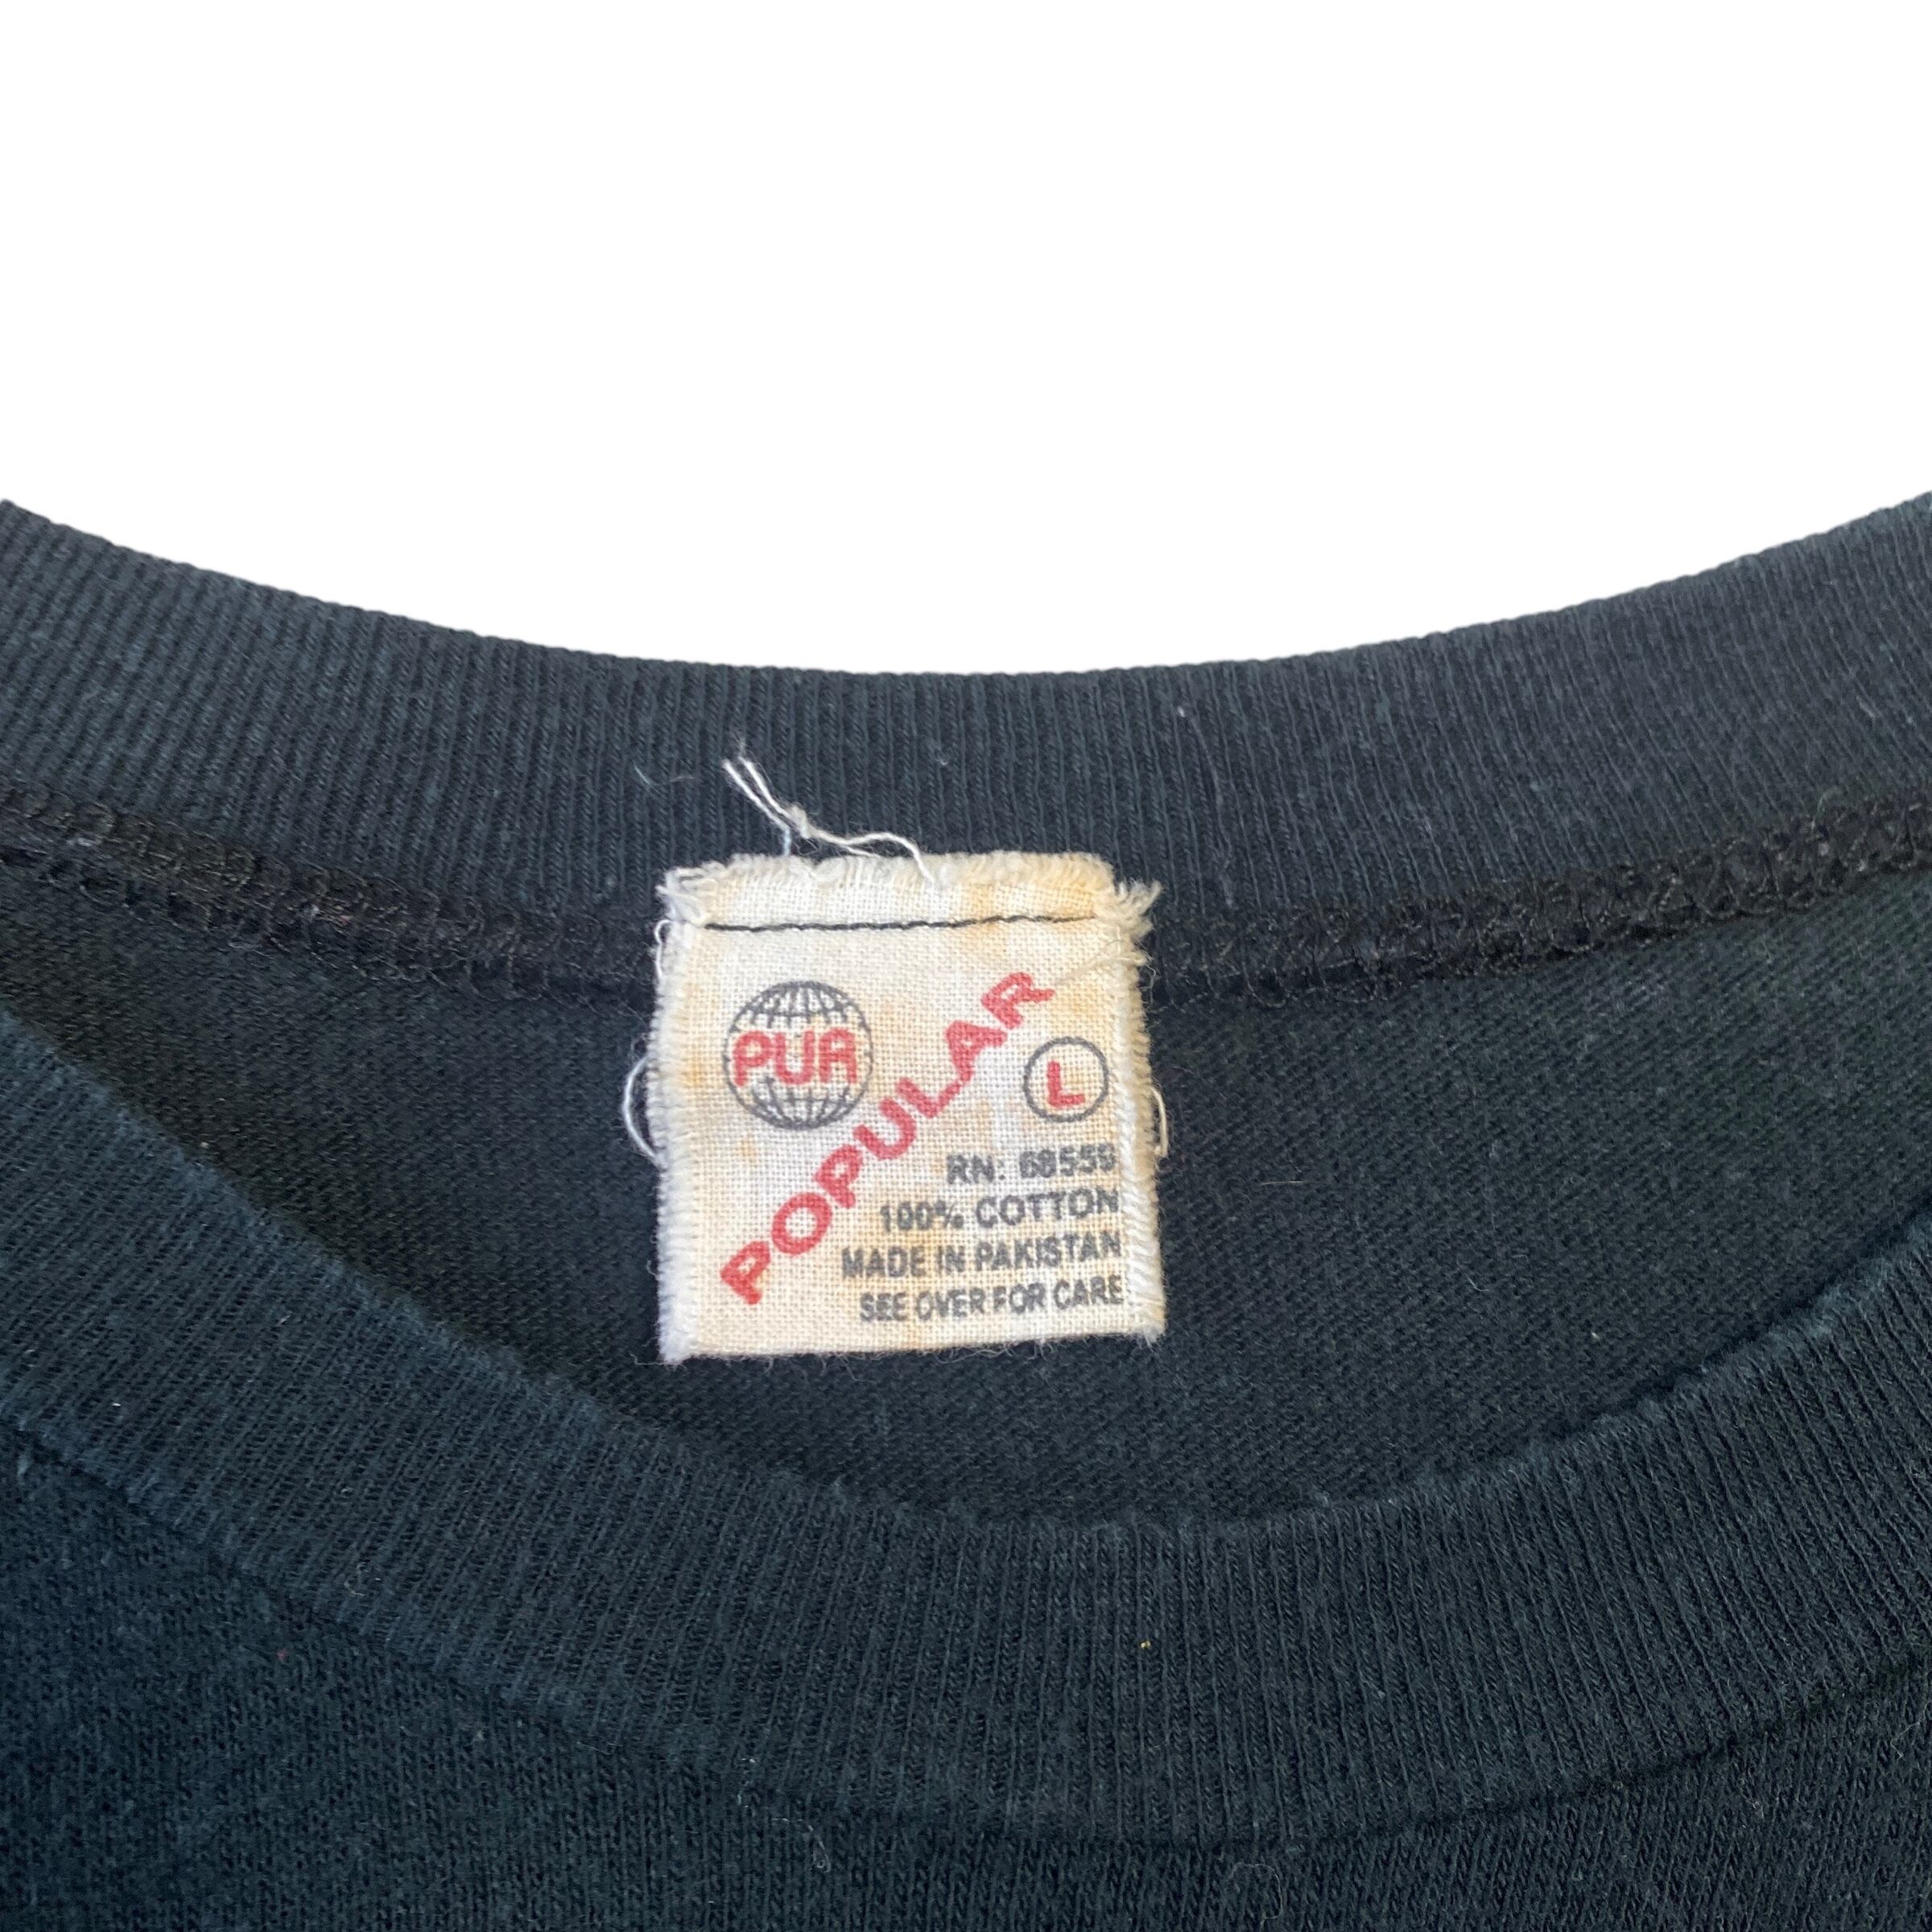 PUR
POPULAR
L
RN: 68559
100% COTTON
MADE IN PAKISTAN
SEE OVER FOR CARE